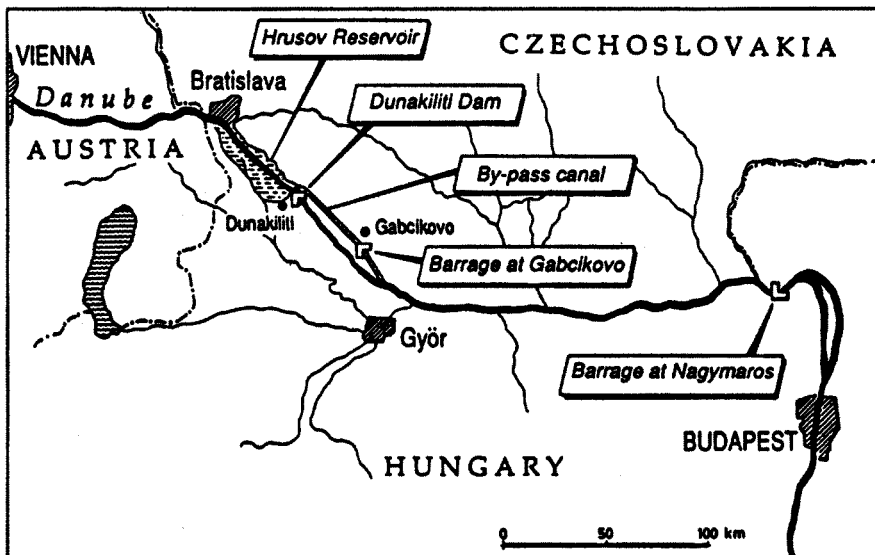 Hrusov Reservoir
CZECHOSLOVAKIA
VIENNA
Bratislava
Danube
Dunakiliti Dam
AUSTRIA
By-pass canal
Dunakiliti
Gabcikovo
Barrage at Gabcikovo
Györ
Barrage at Nagymaros
BUDAPEST
HUNGARY
0 50 100 km